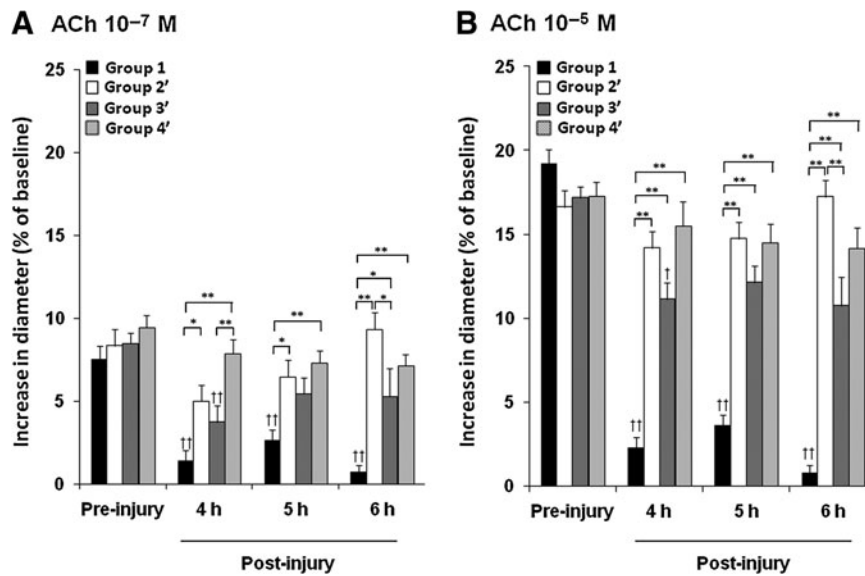 A ACh 10⁻⁷ M
Increase in diameter (% of baseline)
25
20
15
10
5
0
Group 1
Group 2′
Group 3′
Group 4′
††
*
††
**
**
††
*
**
††
**
*
*
**
Pre-injury 4 h 5 h 6 h
Post-injury
B ACh 10⁻⁵ M
Increase in diameter (% of baseline)
25
20
15
10
5
0
Group 1
Group 2′
Group 3′
Group 4′
††
**
†
**
**
††
**
**
**
††
**
**
**
**
Pre-injury 4 h 5 h 6 h
Post-injury